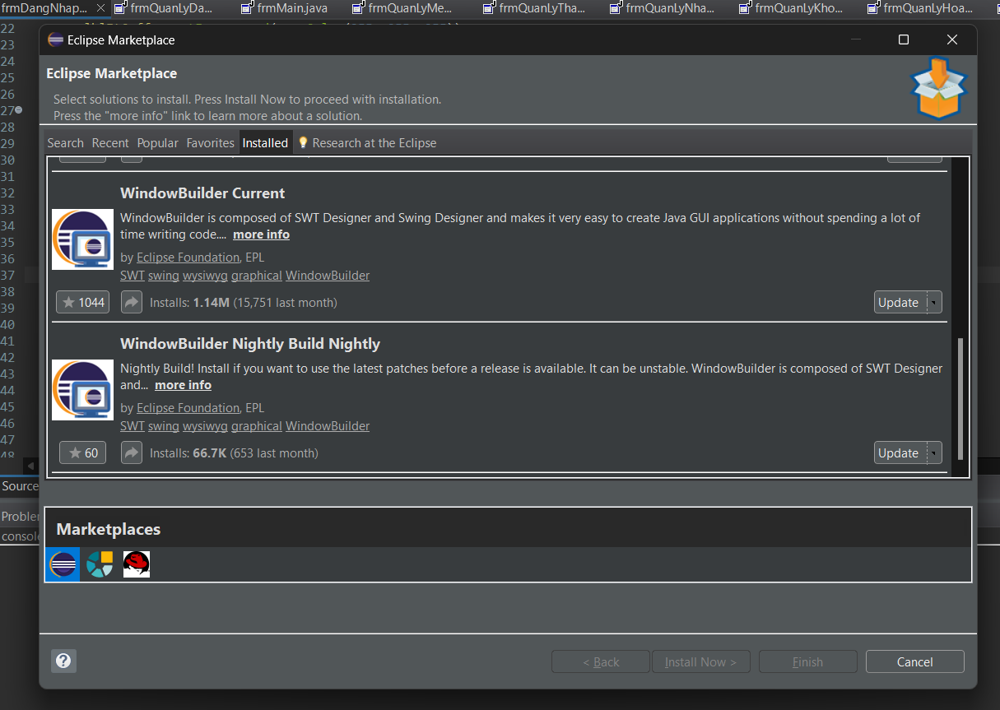 frmDangNhap...
frmQuanLyDa...
frmMain.java
frmQuanLyMe...
frmQuanLyTha...
frmQuanLyNha...
frmQuanLyKho...
frmQuanLyHoa...
22
23
24
25
26
27
28
29
30
31
32
33
34
35
36
37
38
39
40
41
42
43
44
45
46
47
48
Source
Problem
console
Eclipse Marketplace
Eclipse Marketplace
Select solutions to install. Press Install Now to proceed with installation.
Press the "more info" link to learn more about a solution.
Search Recent Popular Favorites Installed Research at the Eclipse
WindowBuilder Current
WindowBuilder is composed of SWT Designer and Swing Designer and makes it very easy to create Java GUI applications without spending a lot of
time writing code.... more info
by Eclipse Foundation, EPL
SWT swing wysiwyg graphical WindowBuilder
1044 Installs: 1.14M (15,751 last month) Update
WindowBuilder Nightly Build Nightly
Nightly Build! Install if you want to use the latest patches before a release is available. It can be unstable. WindowBuilder is composed of SWT Designer
and... more info
by Eclipse Foundation, EPL
SWT swing wysiwyg graphical WindowBuilder
60 Installs: 66.7K (653 last month) Update
Marketplaces
?
< Back Install Now > Finish Cancel